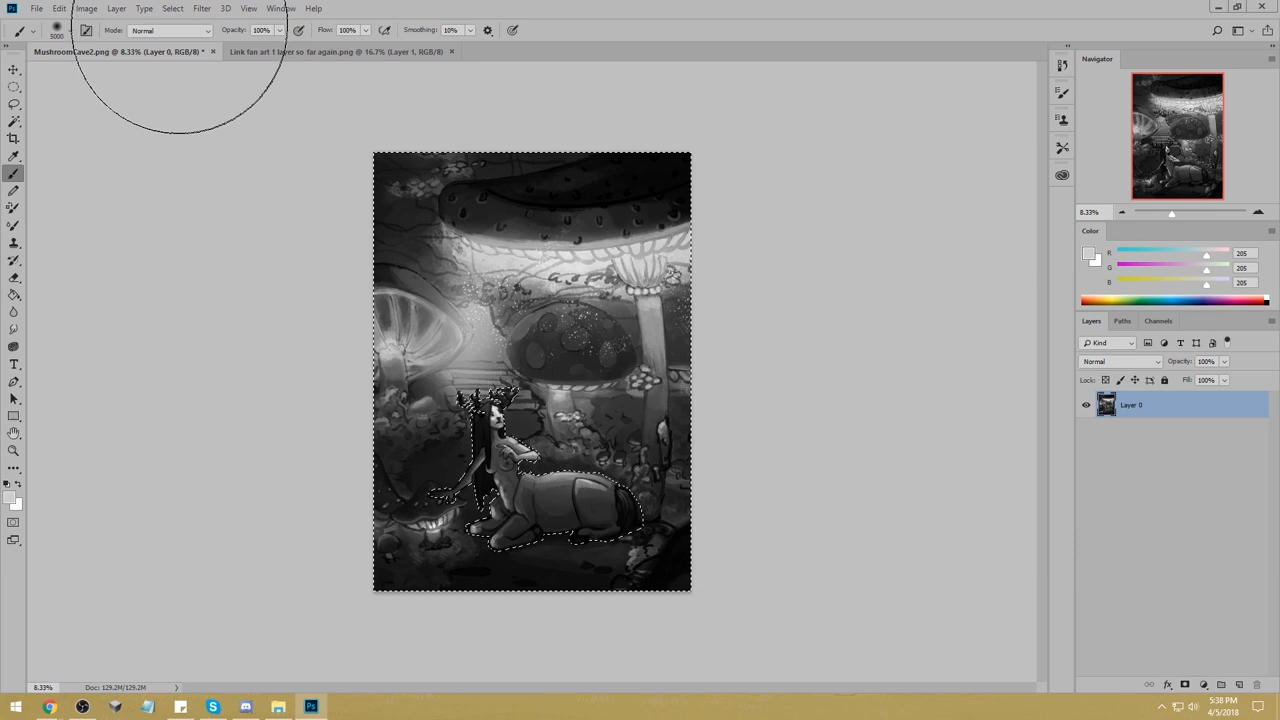 Ps File Edit Image Layer Type Select Filter 3D View Window Help
5000 Mode: Normal Opacity: 100% Flow: 100% Smoothing: 10%
MushroomCave2.png @ 8.33% (Layer 0, RGB/8) * × Link fan art 1 layer so far again.png @ 16.7% (Layer 1, RGB/8) ×
Navigator
8.33%
Color
R 205
G 205
B 205
Layers Paths Channels
Kind
Normal Opacity: 100%
Lock: Fill: 100%
Layer 0
8.33% Doc: 129.2M/129.2M
5:38 PM
4/5/2018